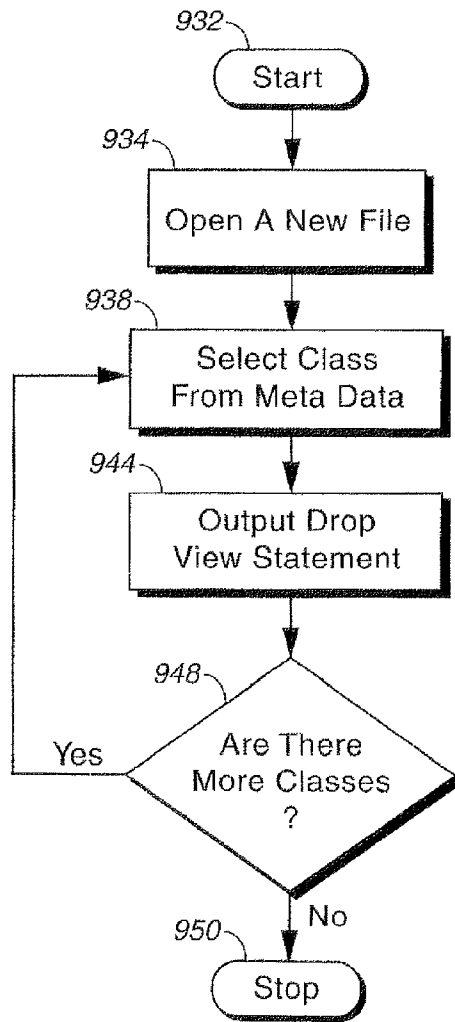 932
Start
934
Open A New File
938
Select Class
From Meta Data
944
Output Drop
View Statement
948
Are There
More Classes
?
Yes
No
950
Stop